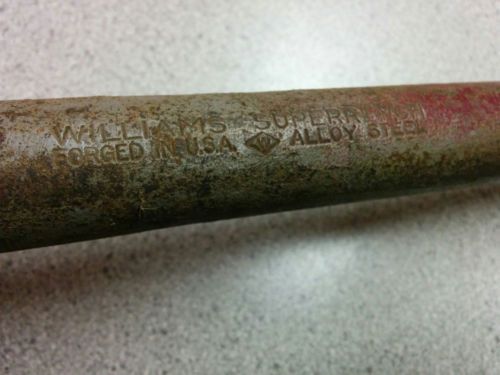 WILLIAMS
FORGED IN U.S.A. W ALLOY STEEL